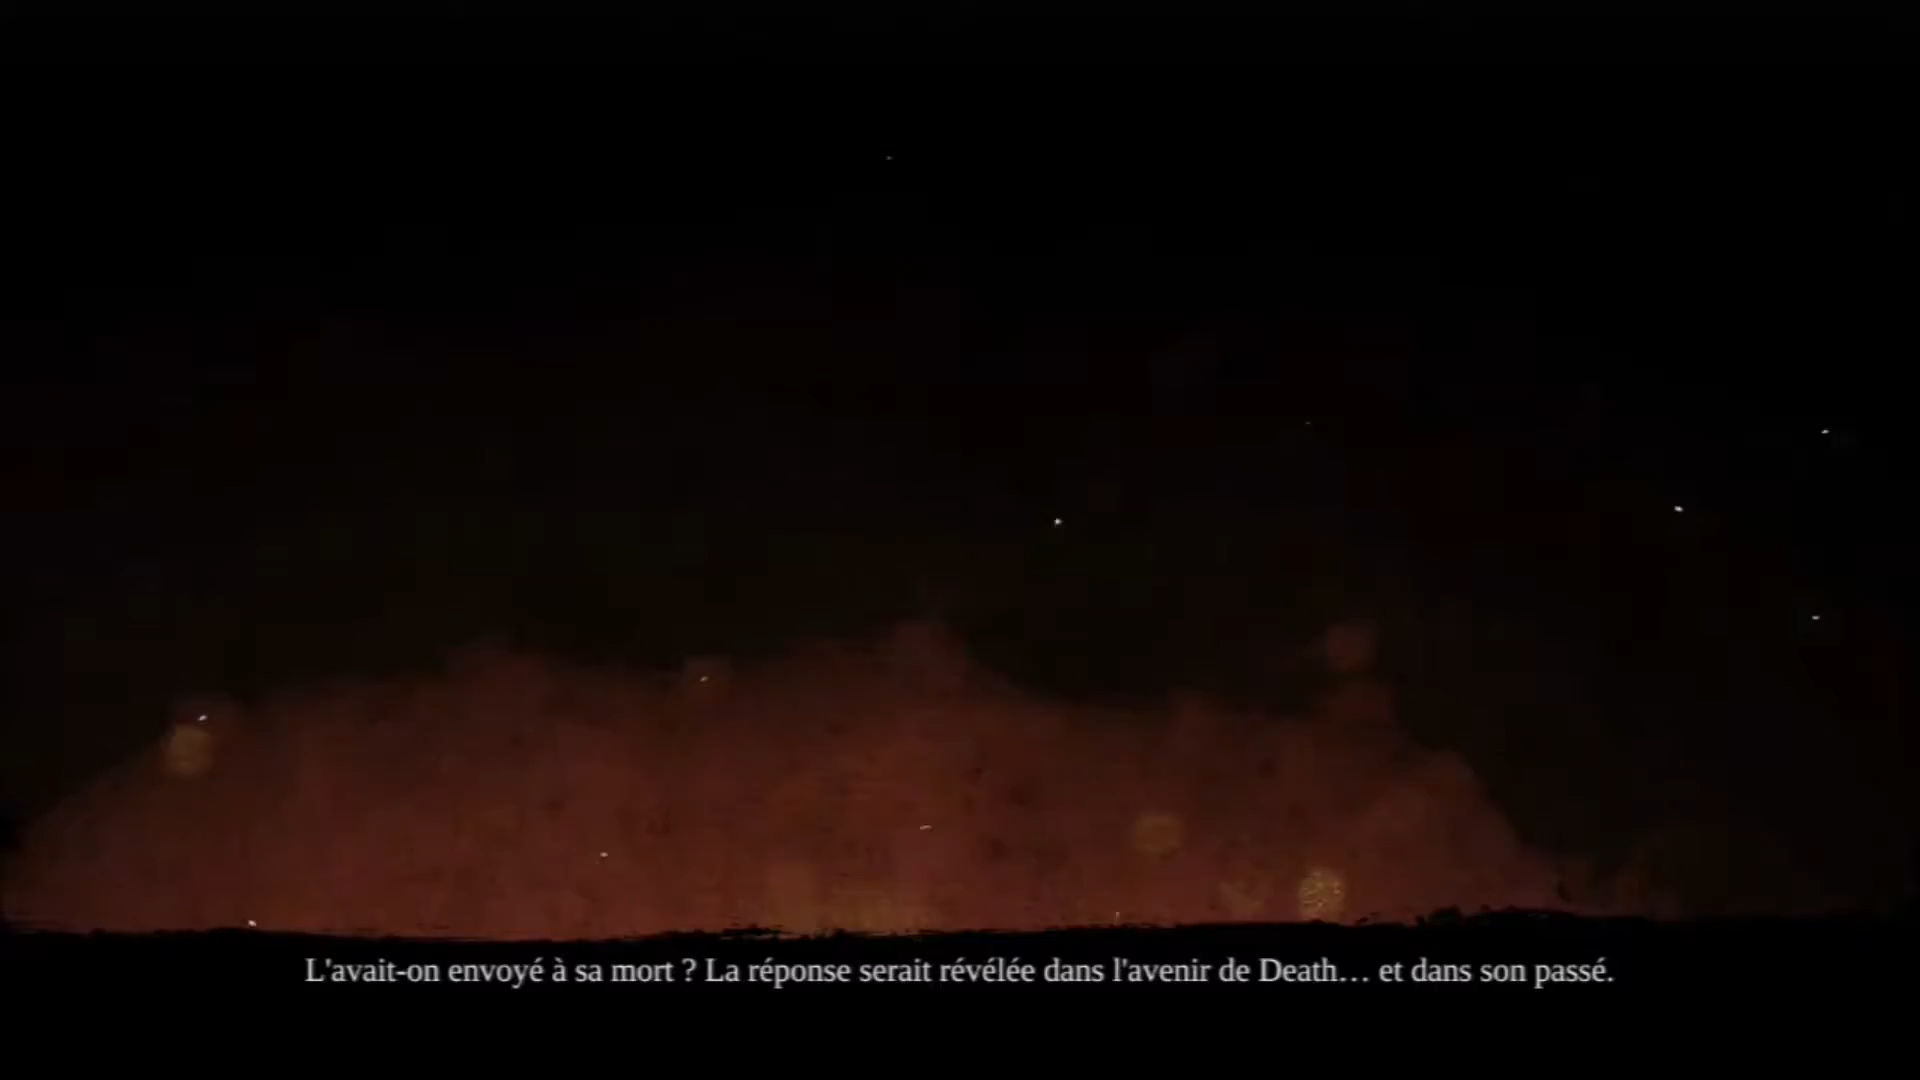 L'avait-on envoyé à sa mort ? La réponse serait révélée dans l'avenir de Death… et dans son passé.